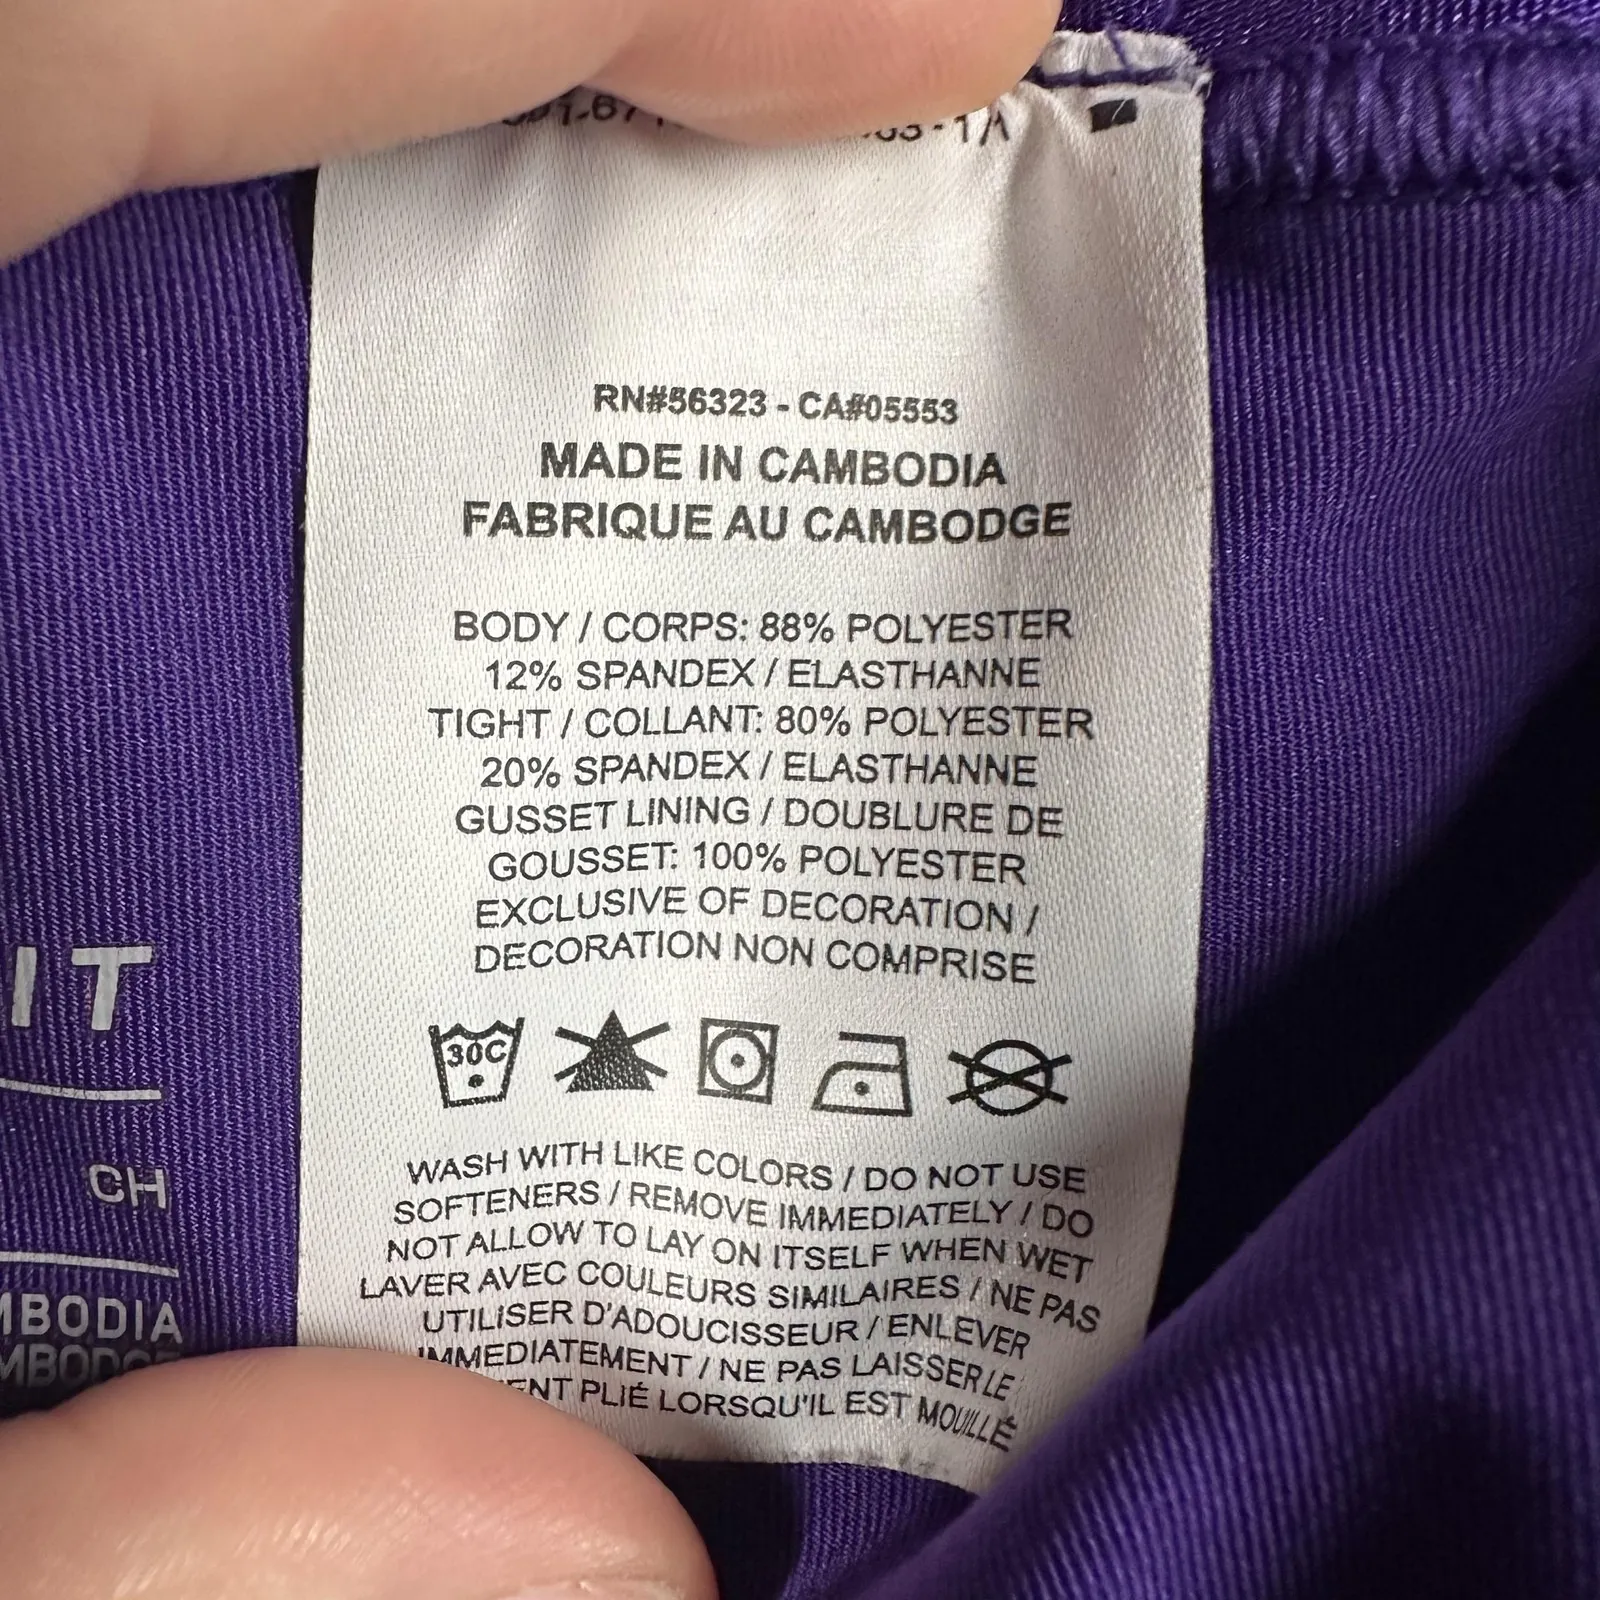 RN#56323 - CA#05553
MADE IN CAMBODIA
FABRIQUE AU CAMBODGE
BODY / CORPS: 88% POLYESTER
12% SPANDEX / ELASTHANNE
TIGHT / COLLANT: 80% POLYESTER
20% SPANDEX / ELASTHANNE
GUSSET LINING / DOUBLURE DE
GOUSSET: 100% POLYESTER
EXCLUSIVE OF DECORATION /
DECORATION NON COMPRISE
30C
WASH WITH LIKE COLORS / DO NOT USE
SOFTENERS / REMOVE IMMEDIATELY / DO
NOT ALLOW TO LAY ON ITSELF WHEN WET
LAVER AVEC COULEURS SIMILAIRES / NE PAS
UTILISER D'ADOUCISSEUR / ENLEVER
IMMEDIATEMENT / NE PAS LAISSER LE
PLIÉ LORSQU'IL EST MOUILLÉ
IT
CH
MBODIA